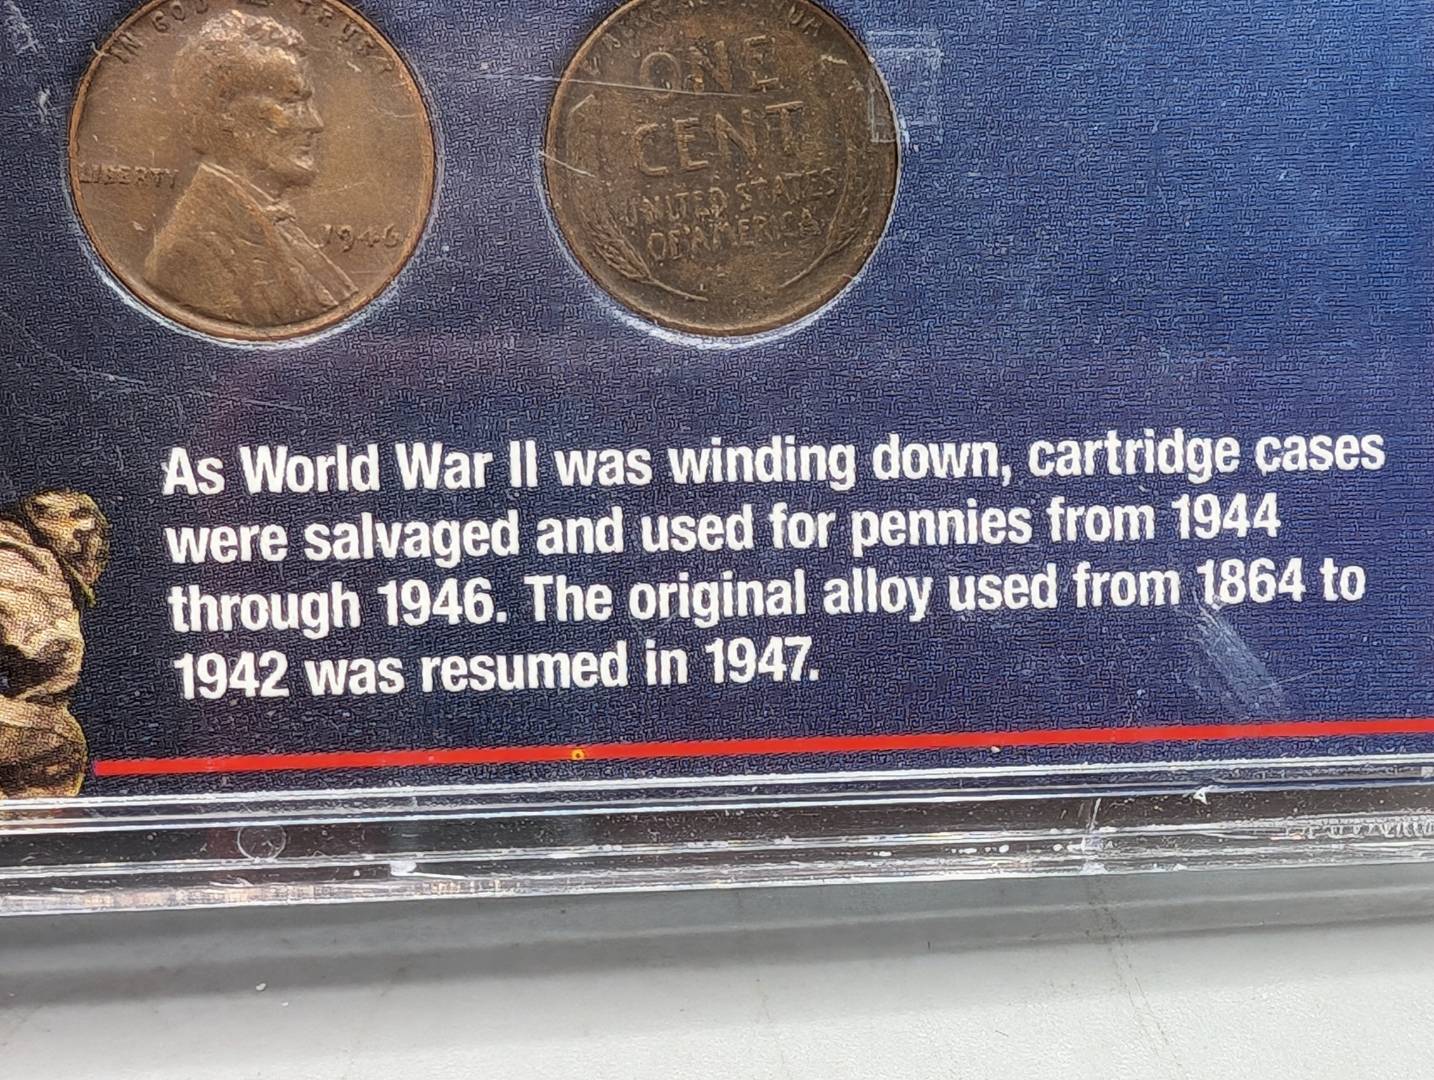 IN GOD WE TRUST
LIBERTY
1946
ONE
CENT
UNITED STATES
OF AMERICA
As World War II was winding down, cartridge cases
were salvaged and used for pennies from 1944
through 1946. The original alloy used from 1864 to
1942 was resumed in 1947.